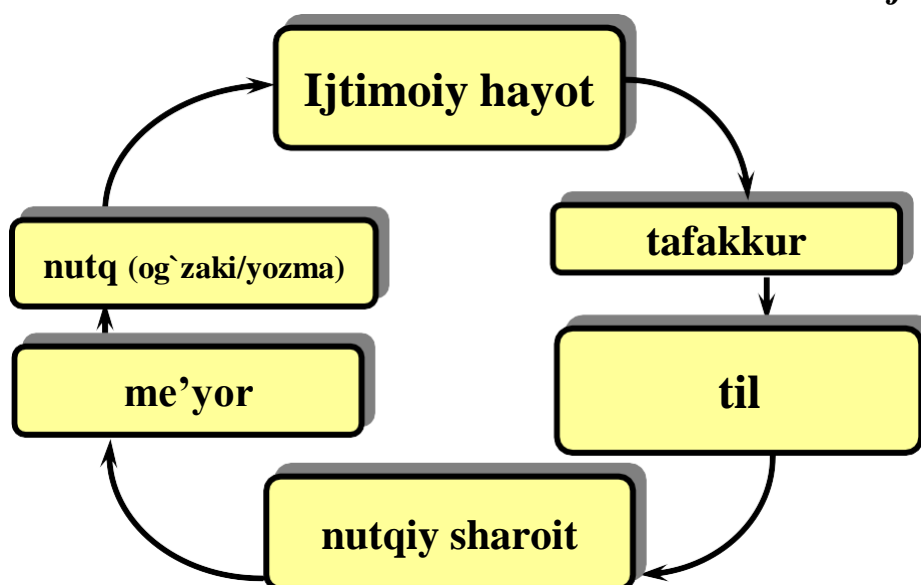 Ijtimoiy hayot
tafakkur
til
nutqiy sharoit
me’yor
nutq (og`zaki/yozma)